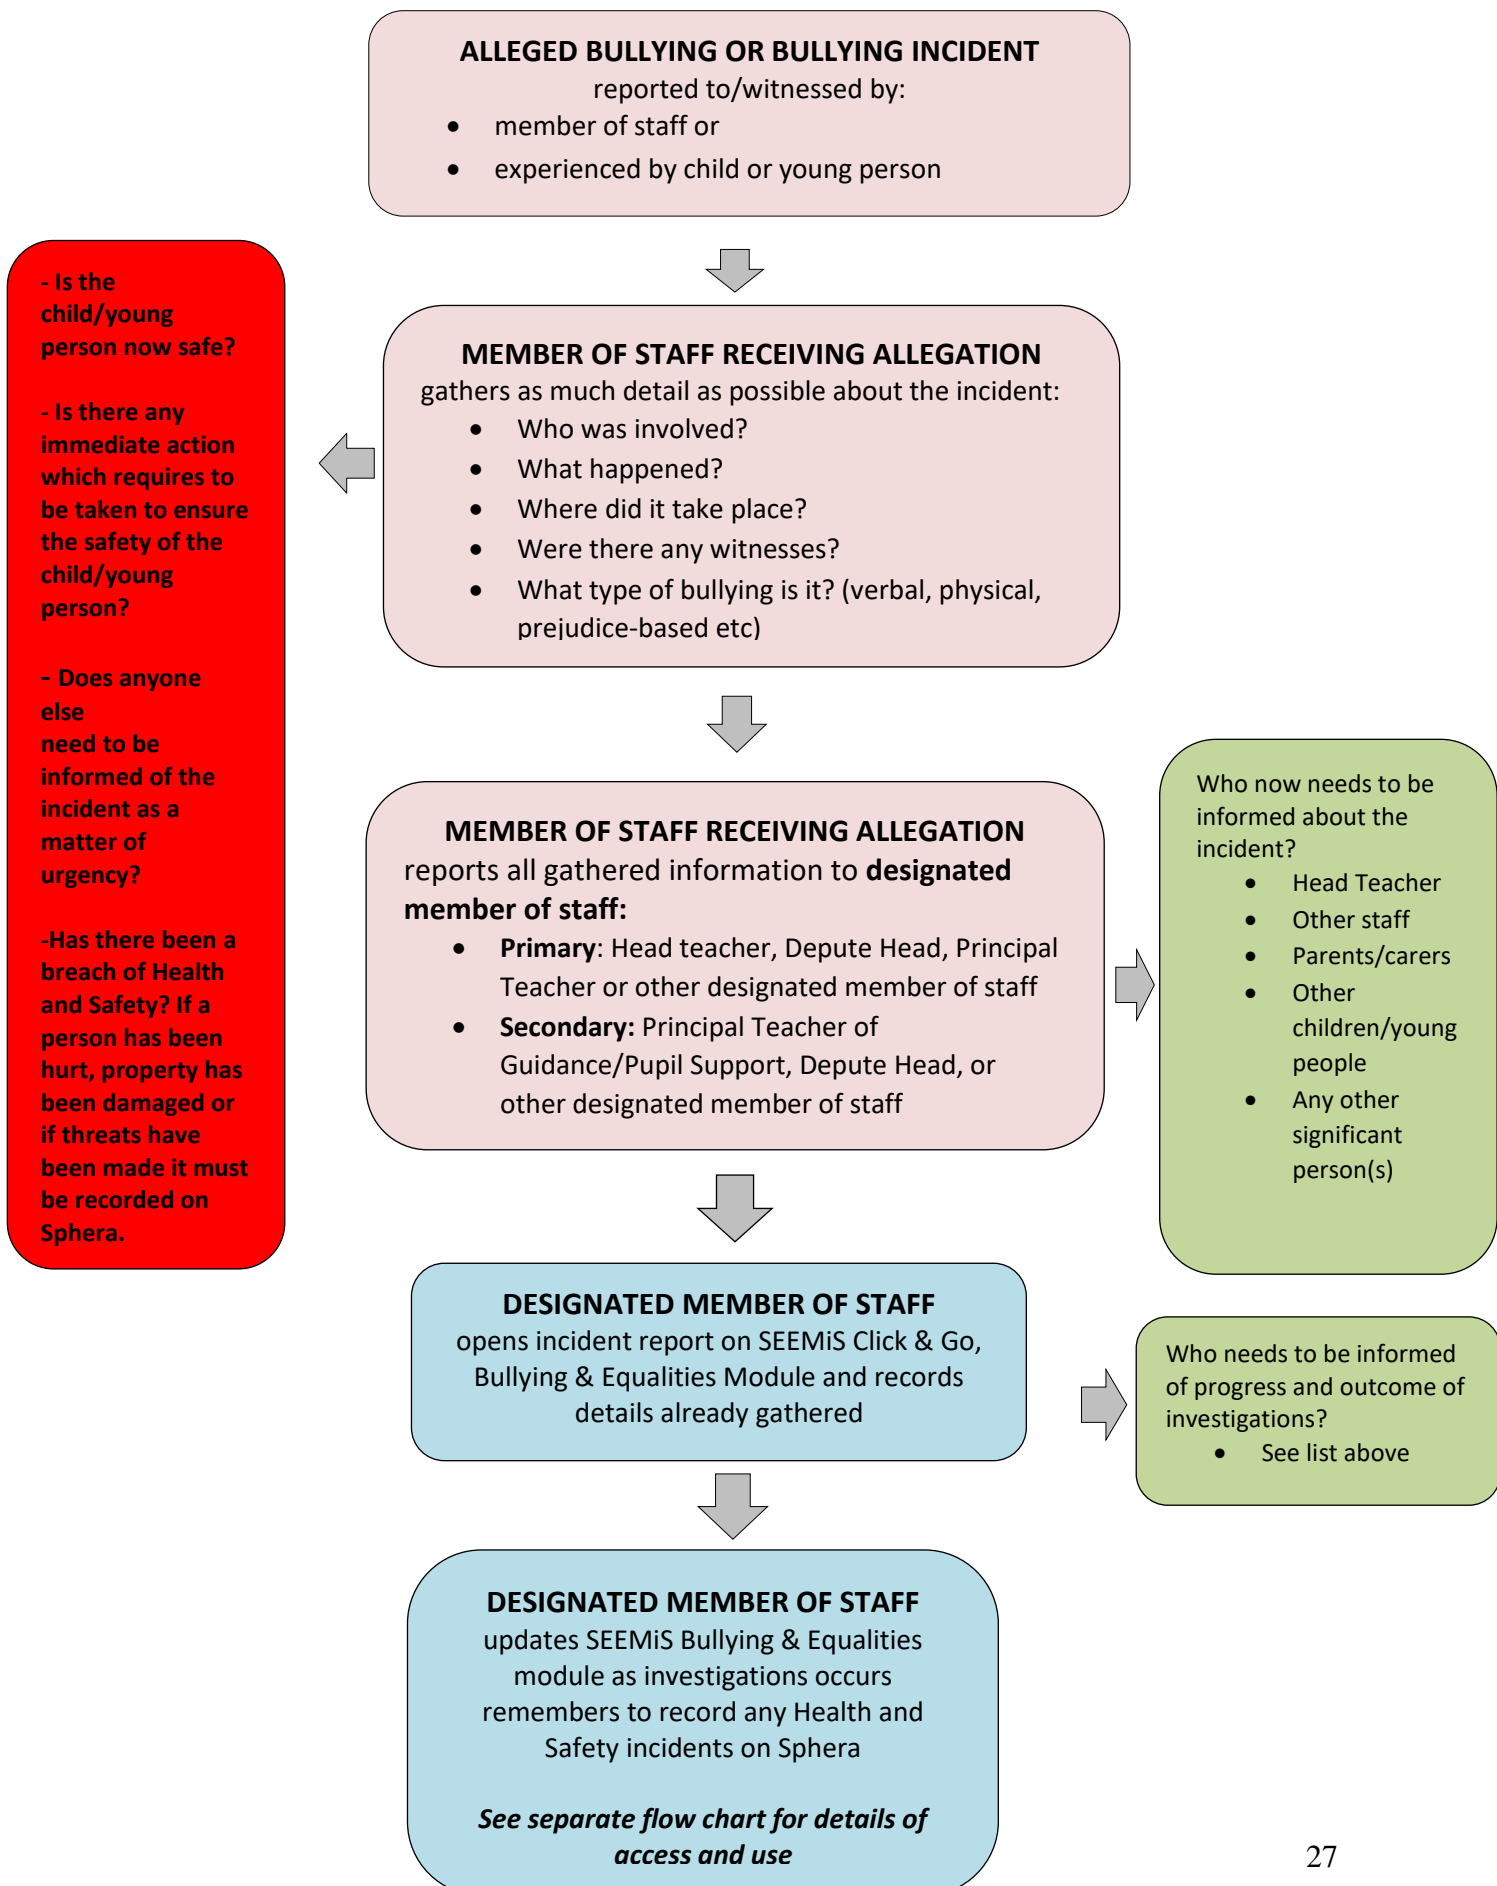 ALLEGED BULLYING OR BULLYING INCIDENT
reported to/witnessed by:
• member of staff or
• experienced by child or young person
- Is the
child/young
person now safe?
- Is there any
immediate action
which requires to
be taken to ensure
the safety of the
child/young
person?
- Does anyone
else
need to be
informed of the
incident as a
matter of
urgency?
-Has there been a
breach of Health
and Safety? If a
person has been
hurt, property has
been damaged or
if threats have
been made it must
be recorded on
Sphera.
MEMBER OF STAFF RECEIVING ALLEGATION
gathers as much detail as possible about the incident:
• Who was involved?
• What happened?
• Where did it take place?
• Were there any witnesses?
• What type of bullying is it? (verbal, physical,
prejudice-based etc)
MEMBER OF STAFF RECEIVING ALLEGATION
reports all gathered information to designated
member of staff:
• Primary: Head teacher, Depute Head, Principal
Teacher or other designated member of staff
• Secondary: Principal Teacher of
Guidance/Pupil Support, Depute Head, or
other designated member of staff
Who now needs to be
informed about the
incident?
• Head Teacher
• Other staff
• Parents/carers
• Other
children/young
people
• Any other
significant
person(s)
DESIGNATED MEMBER OF STAFF
opens incident report on SEEMiS Click & Go,
Bullying & Equalities Module and records
details already gathered
Who needs to be informed
of progress and outcome of
investigations?
• See list above
DESIGNATED MEMBER OF STAFF
updates SEEMiS Bullying & Equalities
module as investigations occurs
remembers to record any Health and
Safety incidents on Sphera
See separate flow chart for details of
access and use
27